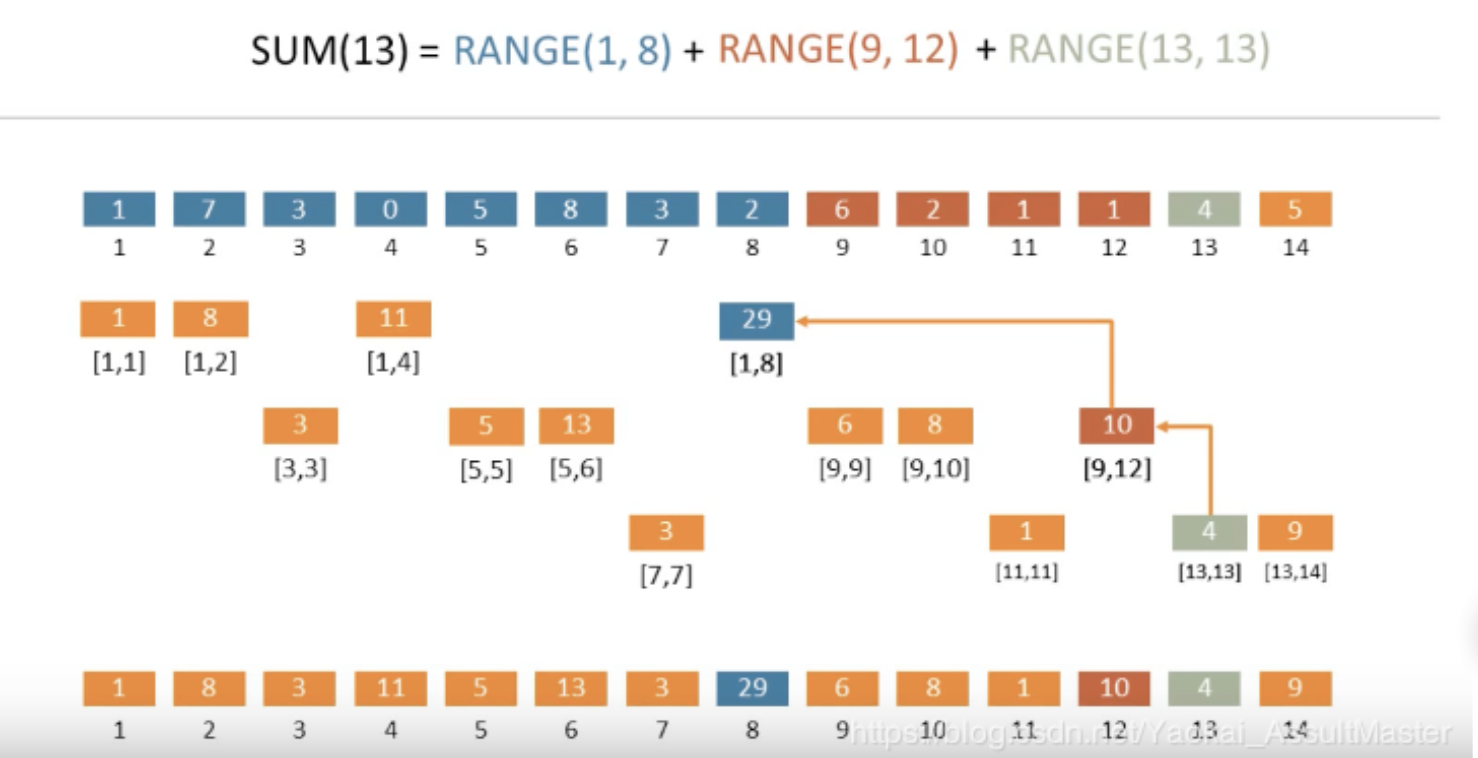 SUM(13) = RANGE(1, 8) + RANGE(9, 12) + RANGE(13, 13)
1 7 3 0 5 8 3 2 6 2 1 1 4 5
1 2 3 4 5 6 7 8 9 10 11 12 13 14
1 8 11 29
[1,1] [1,2] [1,4] [1,8]
3 5 13 6 8 10
[3,3] [5,5] [5,6] [9,9] [9,10] [9,12]
3 1 4 9
[7,7] [11,11] [13,13] [13,14]
1 8 3 11 5 13 3 29 6 8 1 10 4 9
1 2 3 4 5 6 7 8 9 10 11 12 13 14
https://blog.csdn.net/Yaokai_AssultMaster